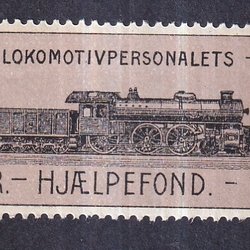 LOKOMOTIVPERSONALETS -
R. - HJÆLPEFOND. -